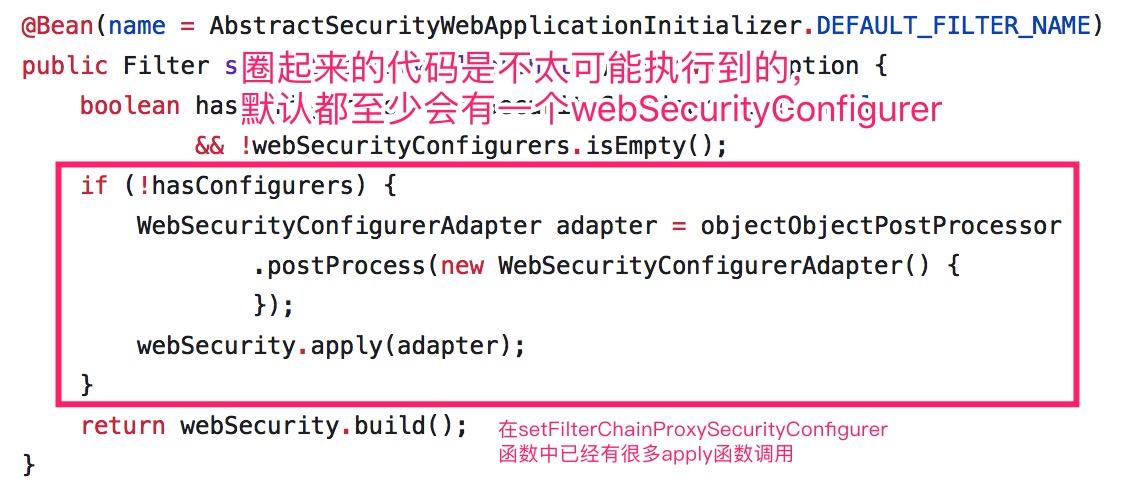 @Bean(name = AbstractSecurityWebApplicationInitializer.DEFAULT_FILTER_NAME)
public Filter s 圈起来的代码是不太可能执行到的, ption {
boolean has 默认都至少会有一个webSecurityConfigurer
&& !webSecurityConfigurers.isEmpty();
if (!hasConfigurers) {
WebSecurityConfigurerAdapter adapter = objectObjectPostProcessor
.postProcess(new WebSecurityConfigurerAdapter() {
});
webSecurity.apply(adapter);
}
return webSecurity.build();
在setFilterChainProxySecurityConfigurer
函数中已经有很多apply函数调用
}